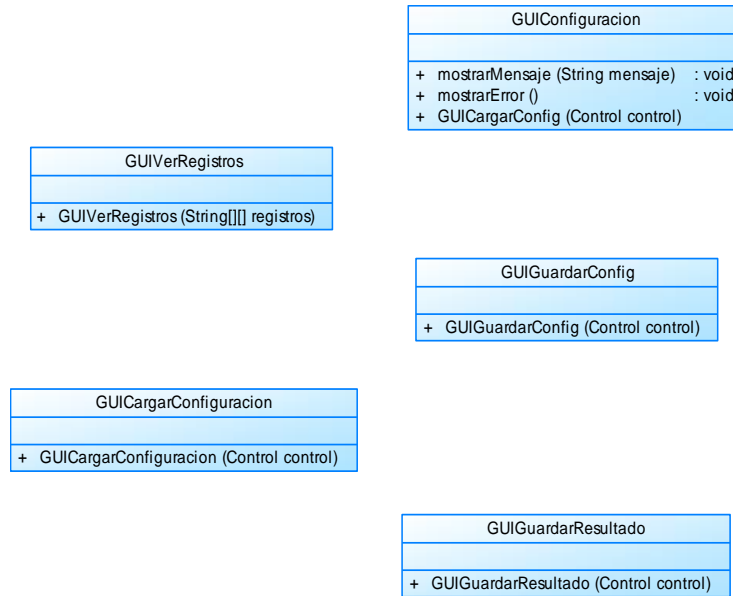 GUIConfiguracion
+ mostrarMensaje (String mensaje) : void
+ mostrarError () : void
+ GUICargarConfig (Control control)
GUIVerRegistros
+ GUIVerRegistros (String[][] registros)
GUIGuardarConfig
+ GUIGuardarConfig (Control control)
GUICargarConfiguracion
+ GUICargarConfiguracion (Control control)
GUIGuardarResultado
+ GUIGuardarResultado (Control control)